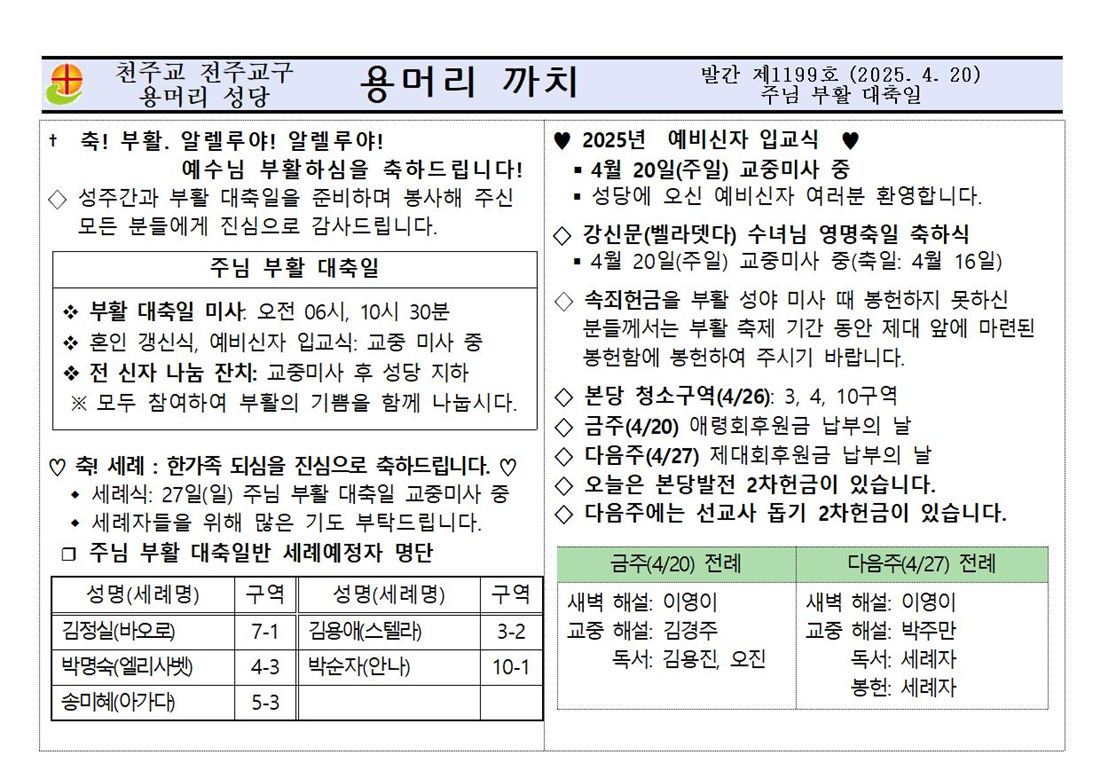 천주교 전주교구
용머리 성당
용머리 까치
발간 제1199호 (2025. 4. 20)
주님 부활 대축일
✝ 축! 부활. 알렐루야! 알렐루야!
예수님 부활하심을 축하드립니다!
◇ 성주간과 부활 대축일을 준비하며 봉사해 주신
모든 분들에게 진심으로 감사드립니다.
주님 부활 대축일
❖ 부활 대축일 미사: 오전 06시, 10시 30분
❖ 혼인 갱신식, 예비신자 입교식: 교중 미사 중
❖ 전 신자 나눔 잔치: 교중미사 후 성당 지하
※ 모두 참여하여 부활의 기쁨을 함께 나눕시다.
♡ 축! 세례 : 한가족 되심을 진심으로 축하드립니다. ♡
◆ 세례식: 27일(일) 주님 부활 대축일 교중미사 중
◆ 세례자들을 위해 많은 기도 부탁드립니다.
❒ 주님 부활 대축일반 세례예정자 명단
성명(세례명) 구역 성명(세례명) 구역
김정실(바오로) 7-1 김용애(스텔라) 3-2
박명숙(엘리사벳) 4-3 박순자(안나) 10-1
송미혜(아가다) 5-3
♥ 2025년 예비신자 입교식 ♥
▪ 4월 20일(주일) 교중미사 중
▪ 성당에 오신 예비신자 여러분 환영합니다.
◇ 강신문(벨라뎃다) 수녀님 영명축일 축하식
▪ 4월 20일(주일) 교중미사 중(축일: 4월 16일)
◇ 속죄헌금을 부활 성야 미사 때 봉헌하지 못하신
분들께서는 부활 축제 기간 동안 제대 앞에 마련된
봉헌함에 봉헌하여 주시기 바랍니다.
◇ 본당 청소구역(4/26): 3, 4, 10구역
◇ 금주(4/20) 애령회후원금 납부의 날
◇ 다음주(4/27) 제대회후원금 납부의 날
◇ 오늘은 본당발전 2차헌금이 있습니다.
◇ 다음주에는 선교사 돕기 2차헌금이 있습니다.
금주(4/20) 전례 다음주(4/27) 전례
새벽 해설: 이영이 새벽 해설: 이영이
교중 해설: 김경주 교중 해설: 박주만
독서: 김용진, 오진 독서: 세례자
봉헌: 세례자